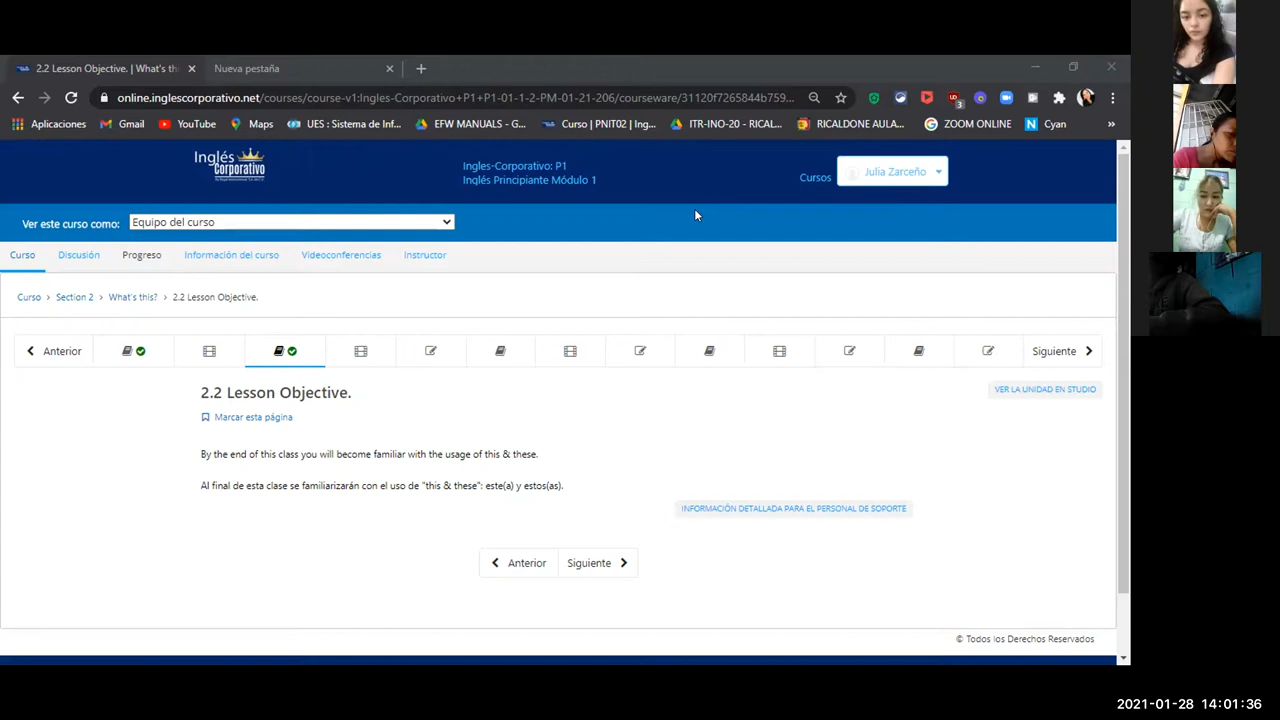 2.2 Lesson Objective. | What's th
Nueva pestaña
online.inglescorporativo.net/courses/course-v1:Ingles-Corporativo+P1+P1-01-1-2-PM-01-21-206/courseware/31120f7265844b759...
Aplicaciones
Gmail
YouTube
Maps
UES : Sistema de Inf...
EFW MANUALS - G...
Curso | PNIT02 | Ing...
ITR-INO-20 - RICAL...
RICALDONE AULA...
ZOOM ONLINE
Cyan
»
Inglés
Corporativo
Ingles-Corporativo: P1
Inglés Principiante Módulo 1
Cursos
Julia Zarceño
Ver este curso como:
Equipo del curso
Curso
Discusión
Progreso
Información del curso
Videoconferencias
Instructor
Curso > Section 2 > What's this? > 2.2 Lesson Objective.
Anterior
Siguiente
2.2 Lesson Objective.
VER LA UNIDAD EN STUDIO
Marcar esta página
By the end of this class you will become familiar with the usage of this & these.
Al final de esta clase se familiarizarán con el uso de "this & these": este(a) y estos(as).
INFORMACIÓN DETALLADA PARA EL PERSONAL DE SOPORTE
Anterior
Siguiente
© Todos los Derechos Reservados
2021-01-28 14:01:36